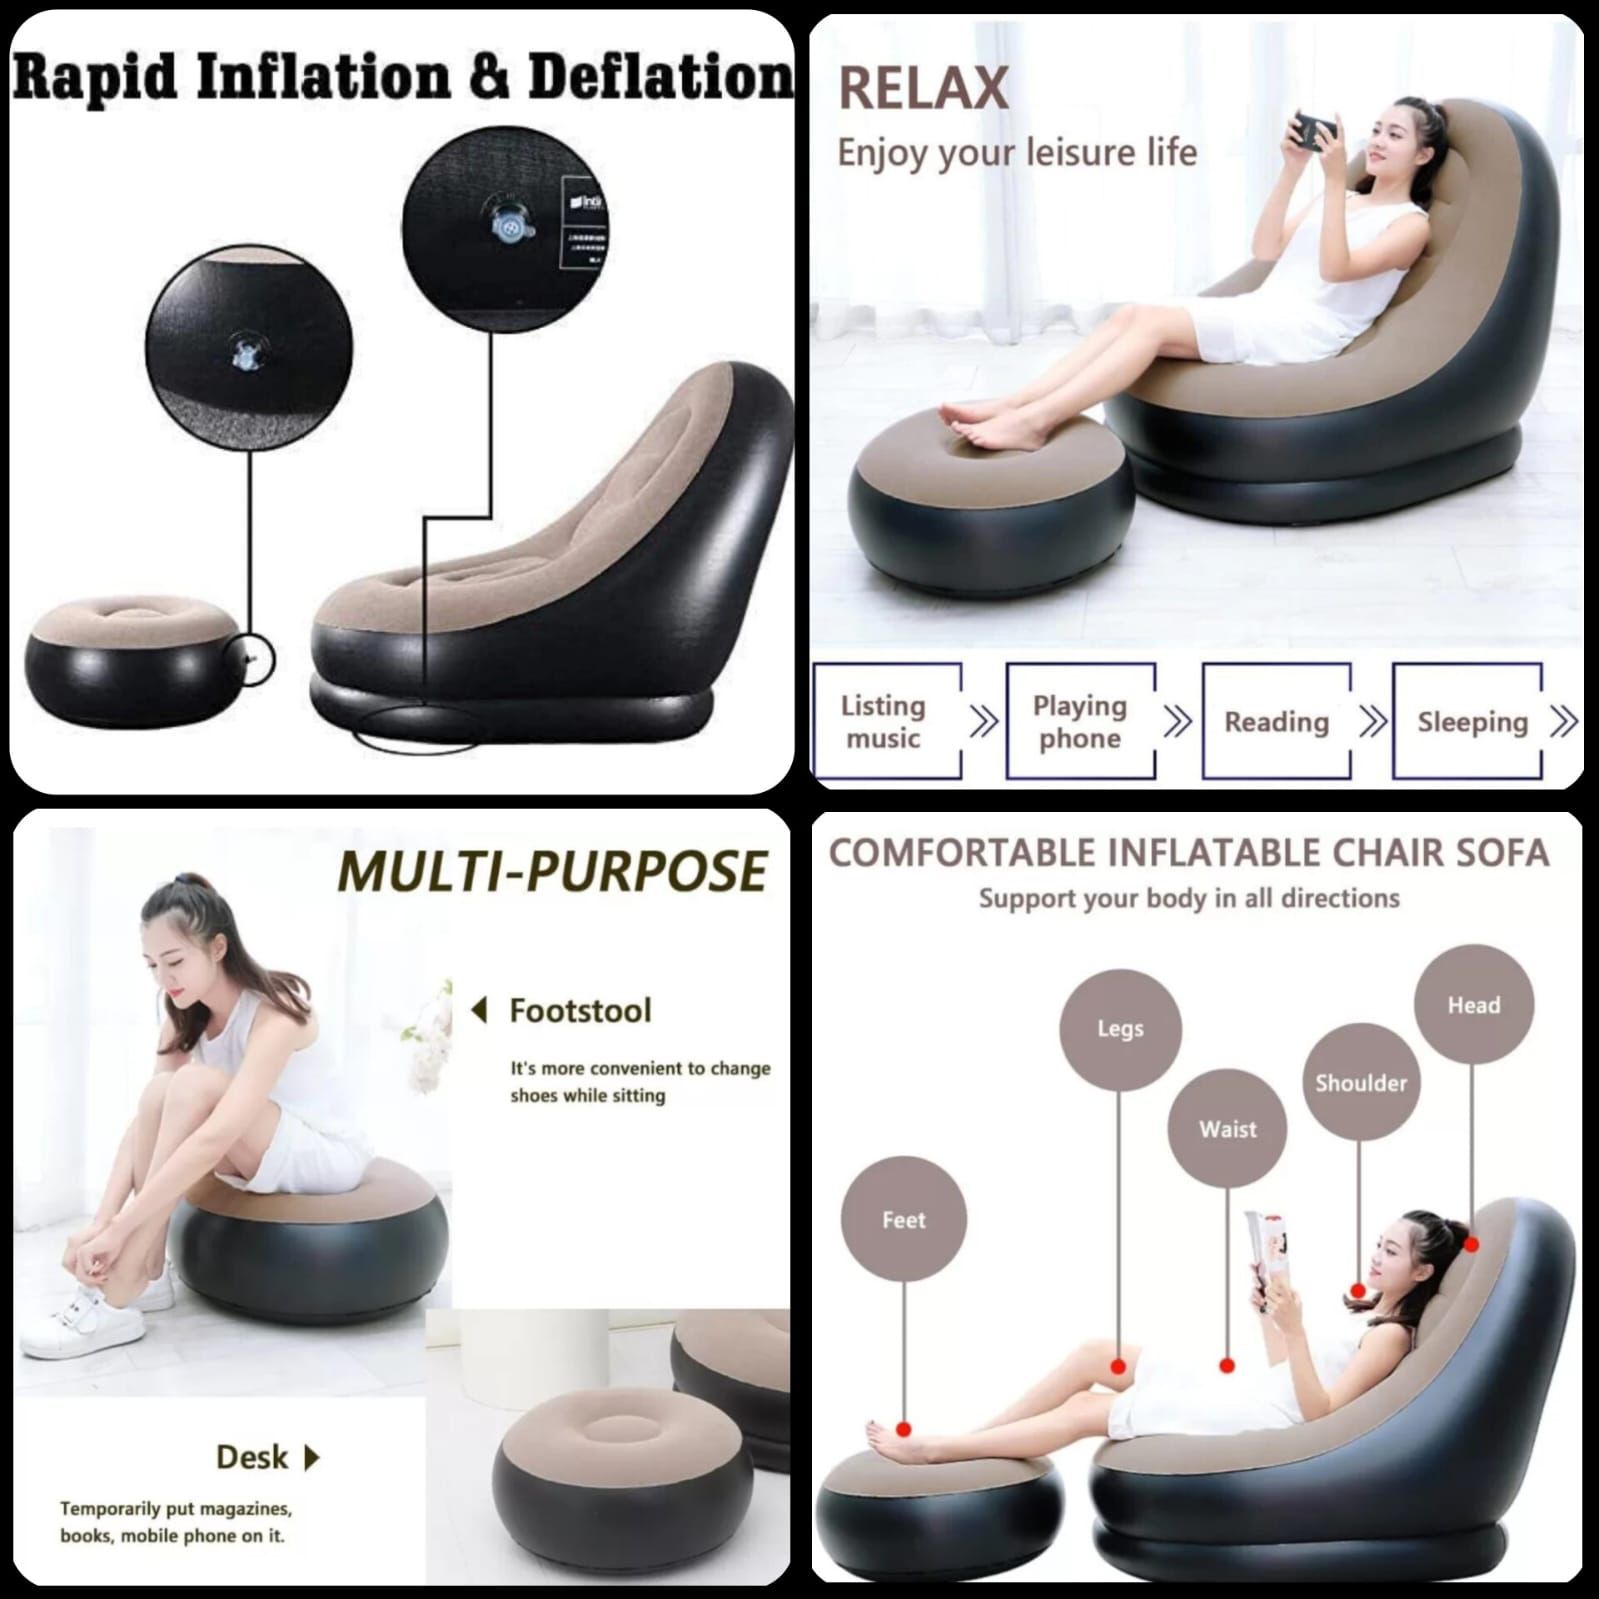 Rapid Inflation & Deflation
RELAX
Enjoy your leisure life
Listing
music
Playing
phone
Reading
Sleeping
MULTI-PURPOSE
Footstool
It's more convenient to change
shoes while sitting
Desk
Temporarily put magazines,
books, mobile phone on it.
COMFORTABLE INFLATABLE CHAIR SOFA
Support your body in all directions
Head
Legs
Shoulder
Waist
Feet